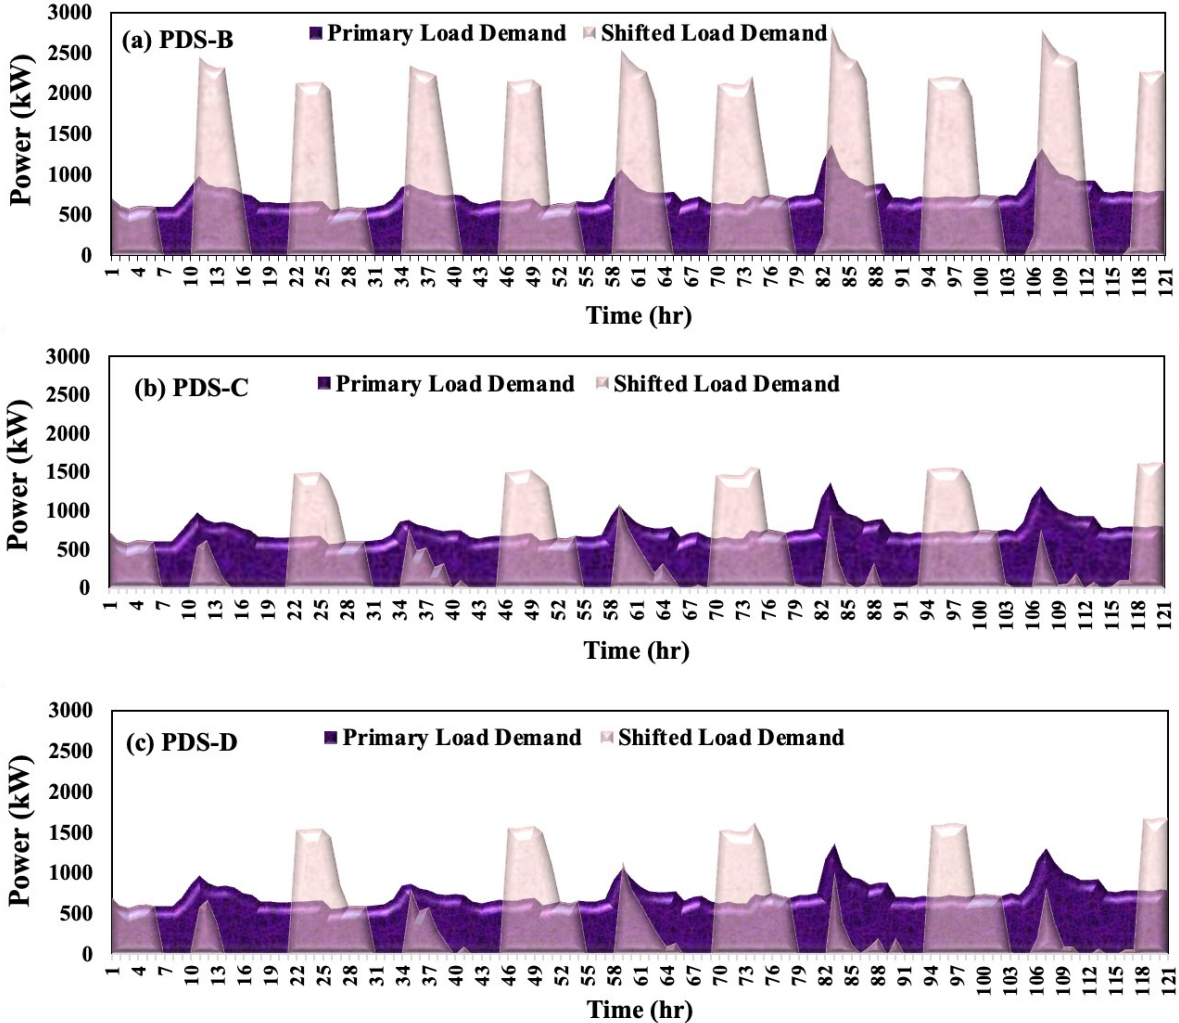 3000
(a) PDS-B
Primary Load Demand
Shifted Load Demand
2500
2000
1500
1000
500
0
Power (kW)
1 4 7 10 13 16 19 22 25 28 31 34 37 40 43 46 49 52 55 58 61 64 67 70 73 76 79 82 85 88 91 94 97 100 103 106 109 112 115 118 121
Time (hr)
3000
(b) PDS-C
Primary Load Demand
Shifted Load Demand
2500
2000
1500
1000
500
0
Power (kW)
1 4 7 10 13 16 19 22 25 28 31 34 37 40 43 46 49 52 55 58 61 64 67 70 73 76 79 82 85 88 91 94 97 100 103 106 109 112 115 118 121
Time (hr)
3000
(c) PDS-D
Primary Load Demand
Shifted Load Demand
2500
2000
1500
1000
500
0
Power (kW)
1 4 7 10 13 16 19 22 25 28 31 34 37 40 43 46 49 52 55 58 61 64 67 70 73 76 79 82 85 88 91 94 97 100 103 106 109 112 115 118 121
Time (hr)